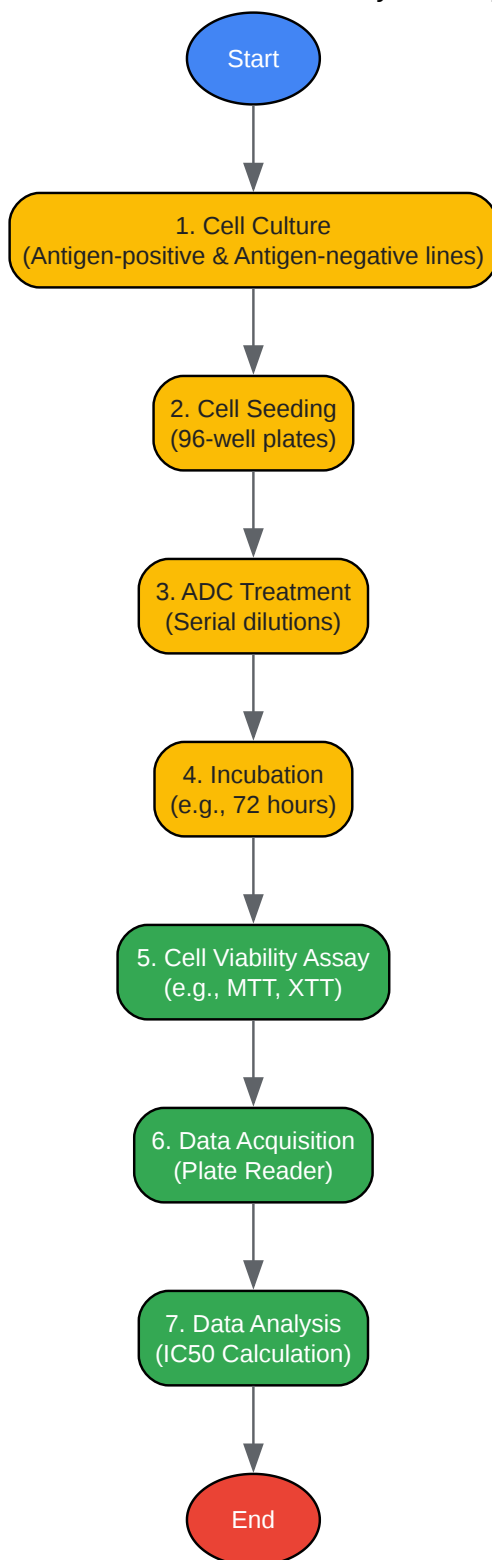 Start
1. Cell Culture
(Antigen-positive & Antigen-negative lines)
2. Cell Seeding
(96-well plates)
3. ADC Treatment
(Serial dilutions)
4. Incubation
(e.g., 72 hours)
5. Cell Viability Assay
(e.g., MTT, XTT)
6. Data Acquisition
(Plate Reader)
7. Data Analysis
(IC50 Calculation)
End